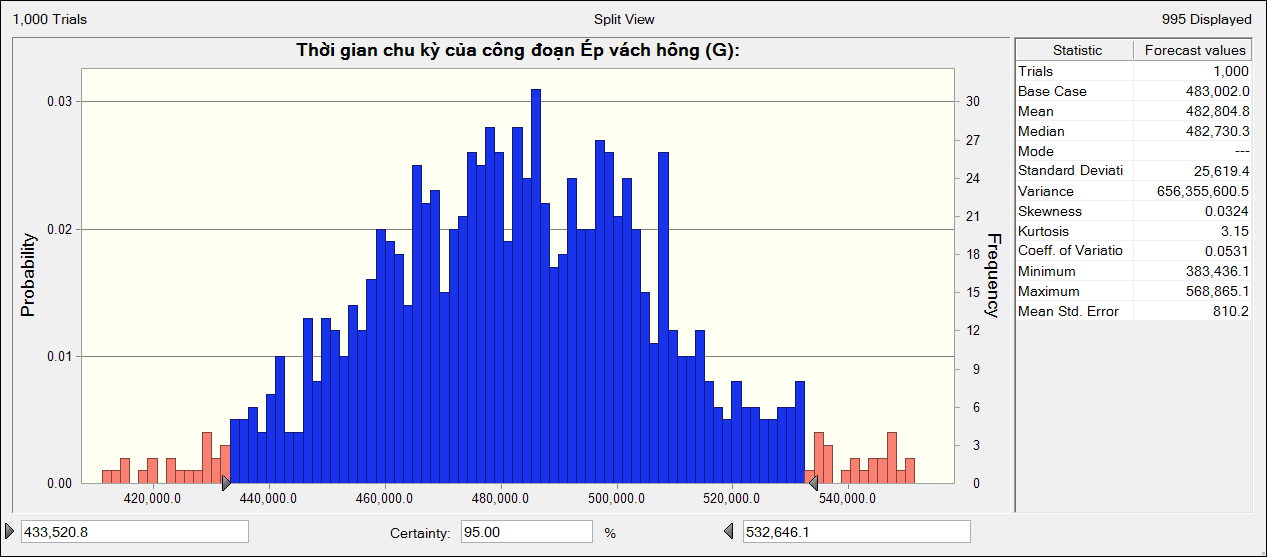 1,000 Trials
Split View
995 Displayed
Thời gian chu kỳ của công đoạn Ép vách hông (G):
Probability
0.03
0.02
0.01
0.00
30
27
24
21
18
15
12
9
6
3
0
Frequency
420,000.0 440,000.0 460,000.0 480,000.0 500,000.0 520,000.0 540,000.0
Statistic Forecast values
Trials 1,000
Base Case 483,002.0
Mean 482,804.8
Median 482,730.3
Mode ---
Standard Deviati 25,619.4
Variance 656,355,600.5
Skewness 0.0324
Kurtosis 3.15
Coeff. of Variatio 0.0531
Minimum 383,436.1
Maximum 568,865.1
Mean Std. Error 810.2
433,520.8
Certainty: 95.00 %
532,646.1